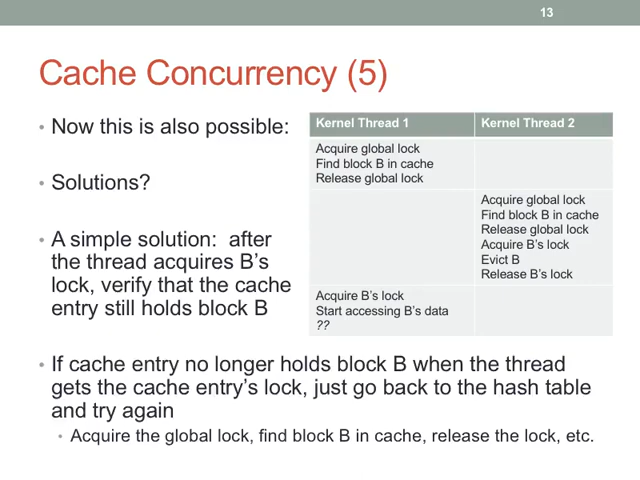 13
Cache Concurrency (5)
• Now this is also possible:
• Solutions?
• A simple solution: after
the thread acquires B's
lock, verify that the cache
entry still holds block B
Kernel Thread 1 Kernel Thread 2
Acquire global lock
Find block B in cache
Release global lock
Acquire global lock
Find block B in cache
Release global lock
Acquire B's lock
Evict B
Release B's lock
Acquire B's lock
Start accessing B's data
??
• If cache entry no longer holds block B when the thread
gets the cache entry's lock, just go back to the hash table
and try again
• Acquire the global lock, find block B in cache, release the lock, etc.